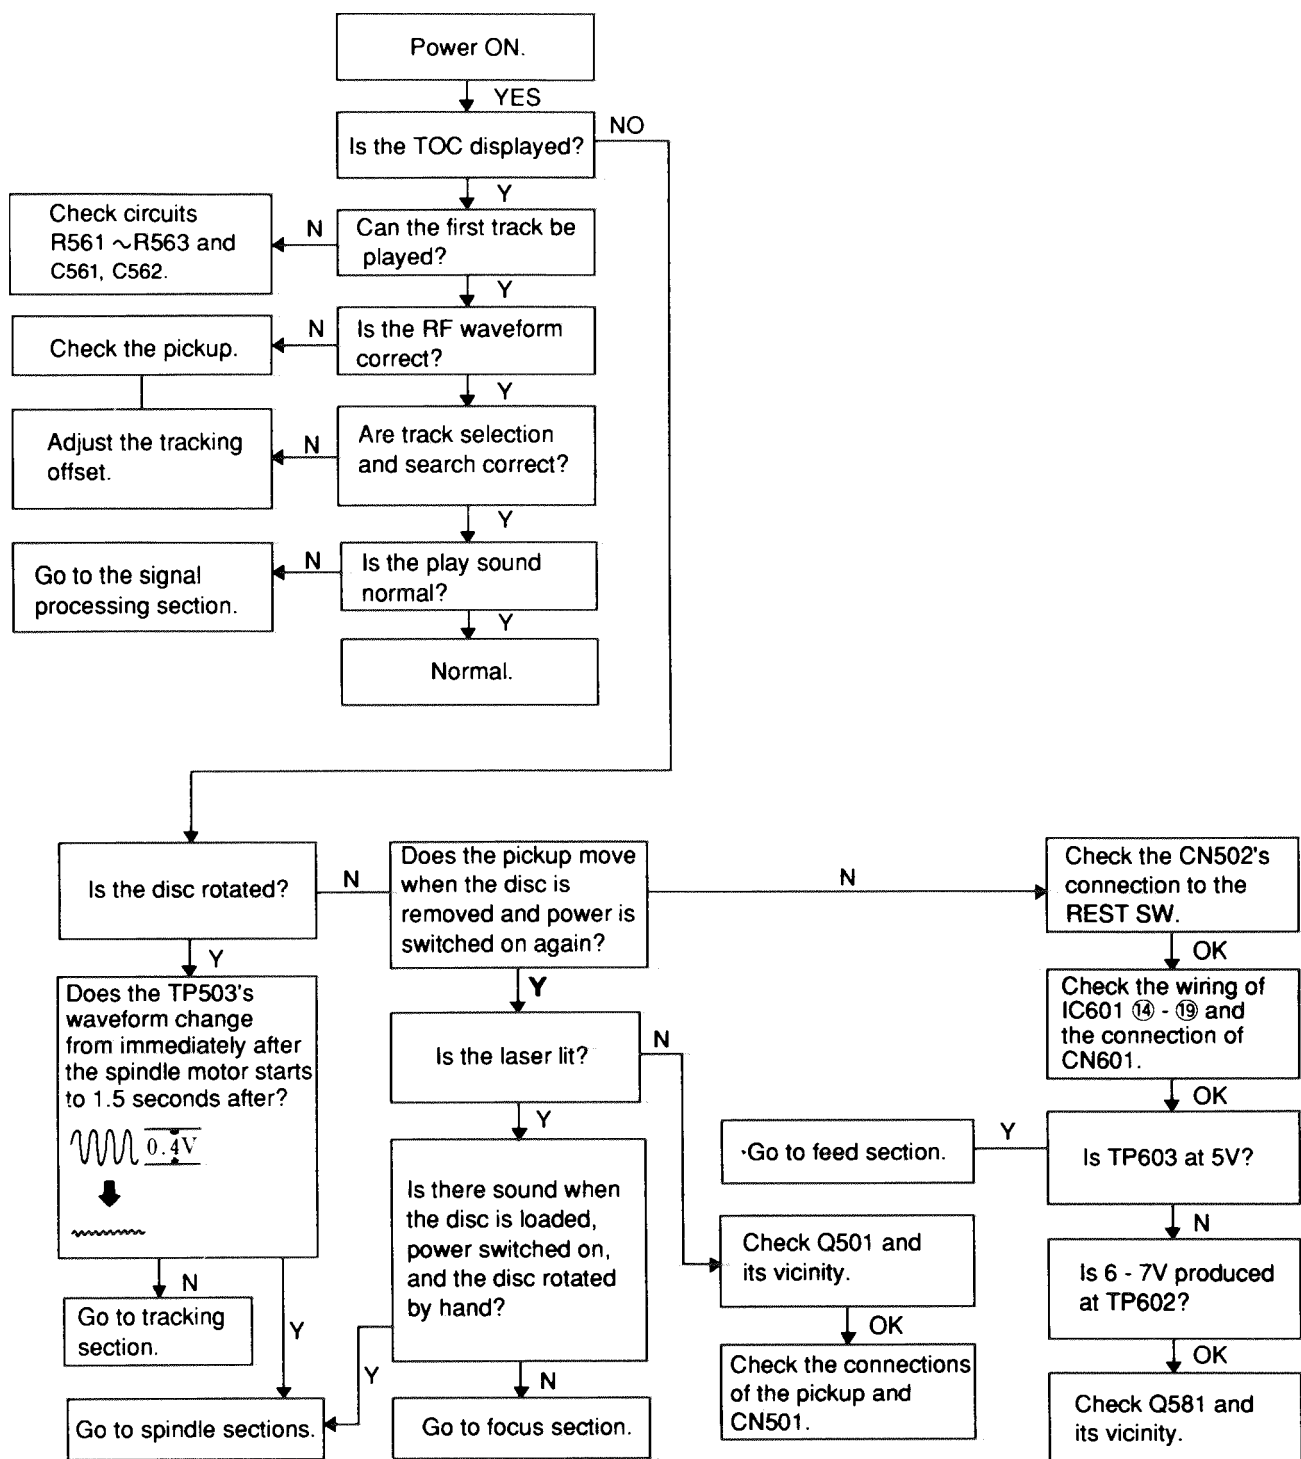 Power ON.
YES
Is the TOC displayed?
NO
Y
Check circuits
R561 ~R563 and
C561, C562.
N
Can the first track be
played?
Y
Check the pickup.
N
Is the RF waveform
correct?
Y
Adjust the tracking
offset.
N
Are track selection
and search correct?
Y
Go to the signal
processing section.
N
Is the play sound
normal?
Y
Normal.
Is the disc rotated?
N
Does the pickup move
when the disc is
removed and power is
switched on again?
N
Check the CN502's
connection to the
REST SW.
Y
Y
OK
Does the TP503's
waveform change
from immediately after
the spindle motor starts
to 1.5 seconds after?
0.4V
Is the laser lit?
N
Check the wiring of
IC601 ⑭ - ⑲ and
the connection of
CN601.
Y
OK
Is there sound when
the disc is loaded,
power switched on,
and the disc rotated
by hand?
·Go to feed section.
Y
Is TP603 at 5V?
N
N
Go to tracking
section.
Y
Check Q501 and
its vicinity.
Is 6 - 7V produced
at TP602?
Y
N
OK
OK
Go to spindle sections.
Go to focus section.
Check the connections
of the pickup and
CN501.
Check Q581 and
its vicinity.